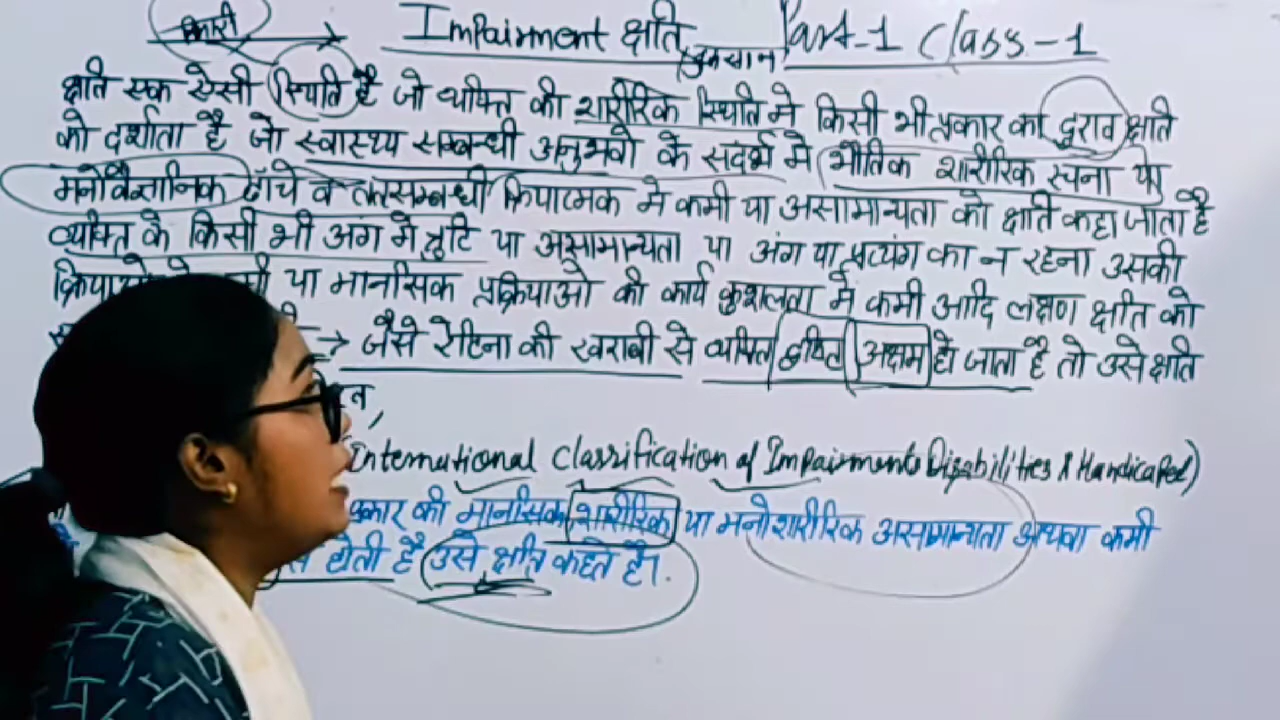 Impairment क्षति Part-1 Class-1
(नुकसान)
क्षति एक ऐसी स्थिति है जो व्यक्ति की शारीरिक स्थिति मे किसी भी प्रकार का दुराव क्षति
को दर्शाता है जो स्वास्थ्य सम्बन्धी अनुभवो के संदर्भ मे भौतिक शारीरिक रचना या
मनोवैज्ञानिक ढाँचे व तत्सम्बन्धी क्रियात्मक मे कमी या असामान्यता को क्षति कहा जाता है
व्यक्ति के किसी भी अंग मे त्रुटि या असामान्यता या अंग या प्रत्यंग का न रहना उसकी
या मानसिक प्रक्रियाओ की कार्य कुशलता मे कमी आदि लक्षण क्षति को
→ जैसे रेटिना की खराबी से व्यक्ति अक्षम हो जाता है तो उसे क्षति
International Classification of Impairments Disabilities & Handicaped)
की मानसिक शारीरिक या मनोशारीरिक असामान्यता अथवा कमी
होती है उसे क्षति कहते है।